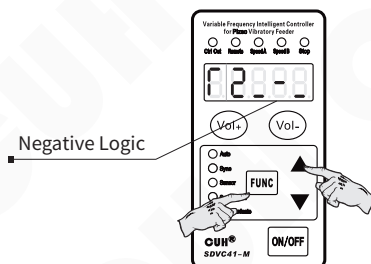 Variable Frequency Intelligent Controller
for Piezo Vibratory Feeder
Ctrl Out Remote Speed A Speed B Stop
Vol+ Vol-
Negative Logic
Auto
Sync
Sensor
FUNC
CUH®
SDVC41-M
ON/OFF